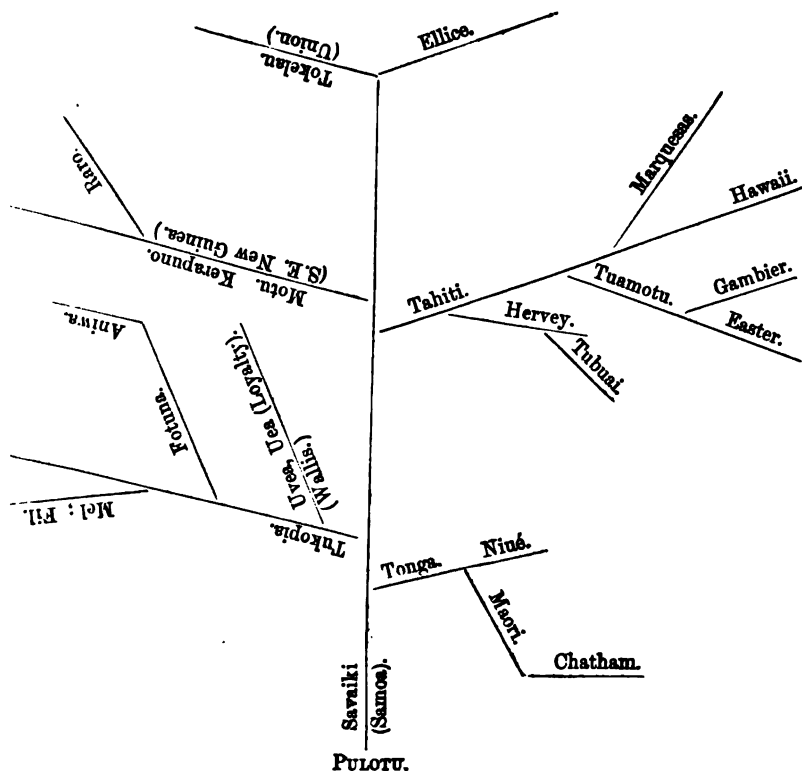 Ellice.
Tokelau.
(Union.)
Marquesas.
Hawaii.
Raro.
Motu. Kerapuno.
(S.E. New Guinea.)
Tahiti.
Tuamotu.
Gambier.
Easter.
Hervey.
Tubuai.
Aniwa.
Fotuna.
Uvea, Uea (Loyalty).
(Wallis.)
Mel; Fil.
Tukopia.
Tonga.
Niué.
Maori.
Chatham.
Savaiki
(Samoa).
PULOTU.